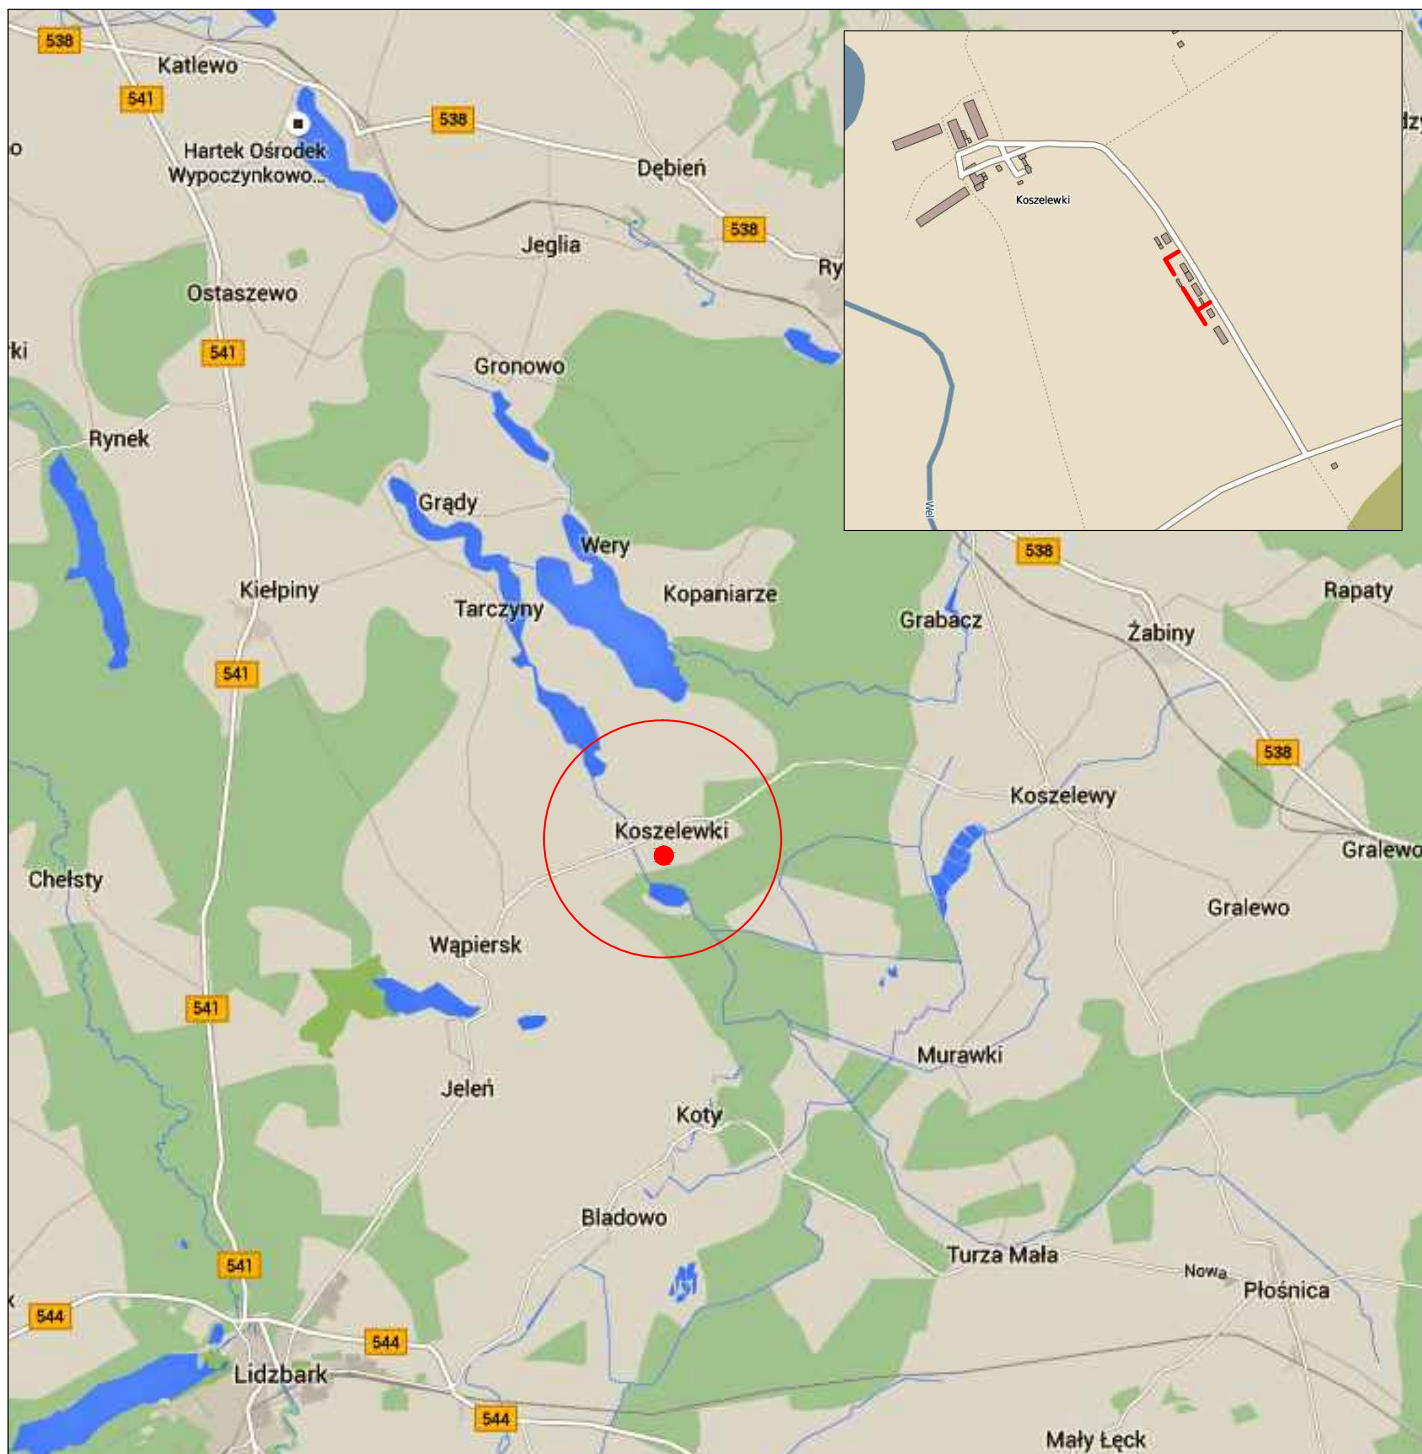 538
Katlewo
541
538
Hartek Ośrodek
Wypoczynkowo...
Dębień
538
Jeglia
Ry
Ostaszewo
541
rki
Gronowo
Rynek
Grądy
Wery
Kiełpiny
Tarczyny
Kopaniarze
541
Koszelewki
Wel
538
Rapaty
Grabacz
Żabiny
538
Koszelewy
Koszelewki
Gralewo
Chełsty
Gralewo
Wąpiersk
541
Murawki
Jeleń
Koty
Bladowo
541
Turza Mała
Nowa
Płośnica
544
544
Lidzbark
544
Mały Łęck